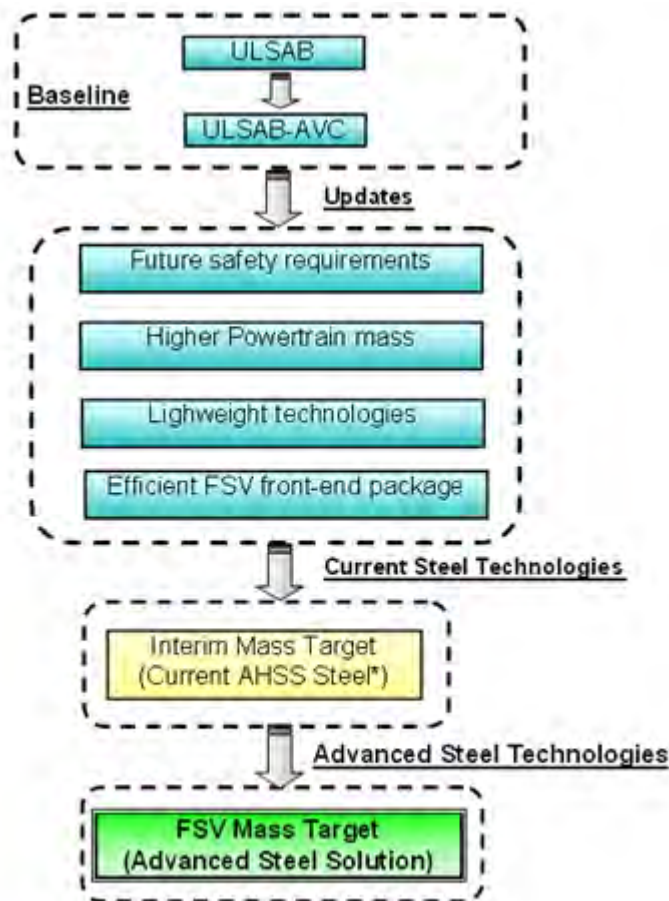 ULSAB
Baseline
ULSAB-AVC
Updates
Future safety requirements
Higher Powertrain mass
Lighweight technologies
Efficient FSV front-end package
Current Steel Technologies
Interim Mass Target
(Current AHSS Steel*)
Advanced Steel Technologies
FSV Mass Target
(Advanced Steel Solution)